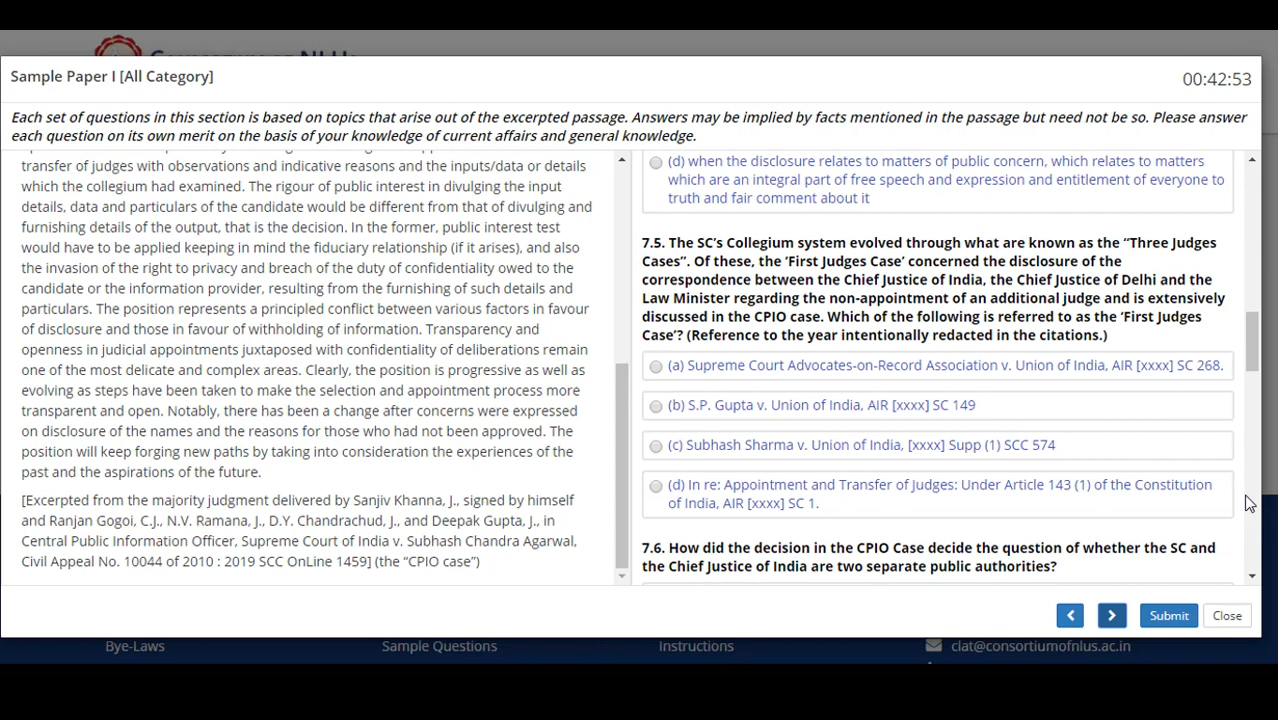 Sample Paper I [All Category]
00:42:53
Each set of questions in this section is based on topics that arise out of the excerpted passage. Answers may be implied by facts mentioned in the passage but need not be so. Please answer
each question on its own merit on the basis of your knowledge of current affairs and general knowledge.
transfer of judges with observations and indicative reasons and the inputs/data or details
which the collegium had examined. The rigour of public interest in divulging the input
details, data and particulars of the candidate would be different from that of divulging and
furnishing details of the output, that is the decision. In the former, public interest test
would have to be applied keeping in mind the fiduciary relationship (if it arises), and also
the invasion of the right to privacy and breach of the duty of confidentiality owed to the
candidate or the information provider, resulting from the furnishing of such details and
particulars. The position represents a principled conflict between various factors in favour
of disclosure and those in favour of withholding of information. Transparency and
openness in judicial appointments juxtaposed with confidentiality of deliberations remain
one of the most delicate and complex areas. Clearly, the position is progressive as well as
evolving as steps have been taken to make the selection and appointment process more
transparent and open. Notably, there has been a change after concerns were expressed
on disclosure of the names and the reasons for those who had not been approved. The
position will keep forging new paths by taking into consideration the experiences of the
past and the aspirations of the future.
[Excerpted from the majority judgment delivered by Sanjiv Khanna, J., signed by himself
and Ranjan Gogoi, C.J., N.V. Ramana, J., D.Y. Chandrachud, J., and Deepak Gupta, J., in
Central Public Information Officer, Supreme Court of India v. Subhash Chandra Agarwal,
Civil Appeal No. 10044 of 2010 : 2019 SCC OnLine 1459] (the “CPIO case”)
(d) when the disclosure relates to matters of public concern, which relates to matters
which are an integral part of free speech and expression and entitlement of everyone to
truth and fair comment about it
7.5. The SC’s Collegium system evolved through what are known as the “Three Judges
Cases”. Of these, the ‘First Judges Case’ concerned the disclosure of the
correspondence between the Chief Justice of India, the Chief Justice of Delhi and the
Law Minister regarding the non-appointment of an additional judge and is extensively
discussed in the CPIO case. Which of the following is referred to as the ‘First Judges
Case’? (Reference to the year intentionally redacted in the citations.)
(a) Supreme Court Advocates-on-Record Association v. Union of India, AIR [xxxx] SC 268.
(b) S.P. Gupta v. Union of India, AIR [xxxx] SC 149
(c) Subhash Sharma v. Union of India, [xxxx] Supp (1) SCC 574
(d) In re: Appointment and Transfer of Judges: Under Article 143 (1) of the Constitution
of India, AIR [xxxx] SC 1.
7.6. How did the decision in the CPIO Case decide the question of whether the SC and
the Chief Justice of India are two separate public authorities?
Submit
Close
Bye-Laws
Sample Questions
Instructions
clat@consortiumofnlus.ac.in